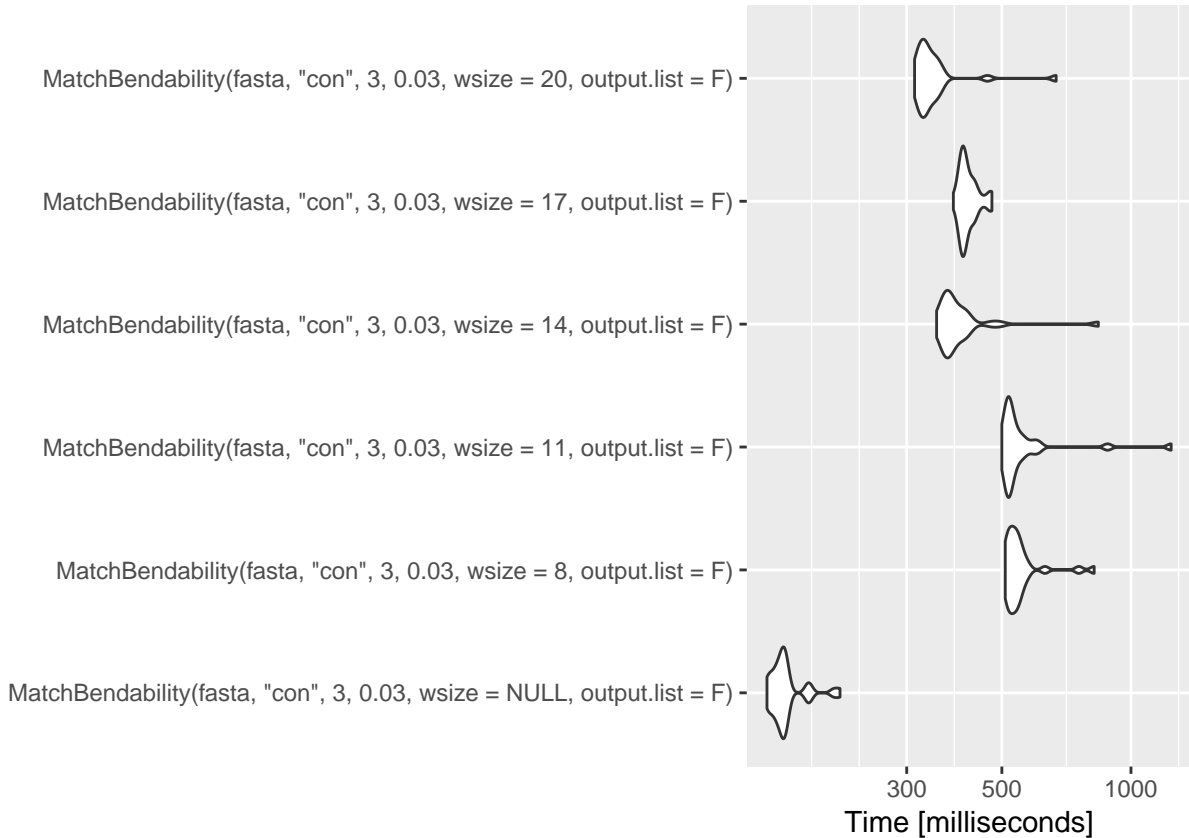 MatchBendability(fasta, "con", 3, 0.03, wsize = 20, output.list = F)
MatchBendability(fasta, "con", 3, 0.03, wsize = 17, output.list = F)
MatchBendability(fasta, "con", 3, 0.03, wsize = 14, output.list = F)
MatchBendability(fasta, "con", 3, 0.03, wsize = 11, output.list = F)
MatchBendability(fasta, "con", 3, 0.03, wsize = 8, output.list = F)
MatchBendability(fasta, "con", 3, 0.03, wsize = NULL, output.list = F)
300 500 1000
Time [milliseconds]